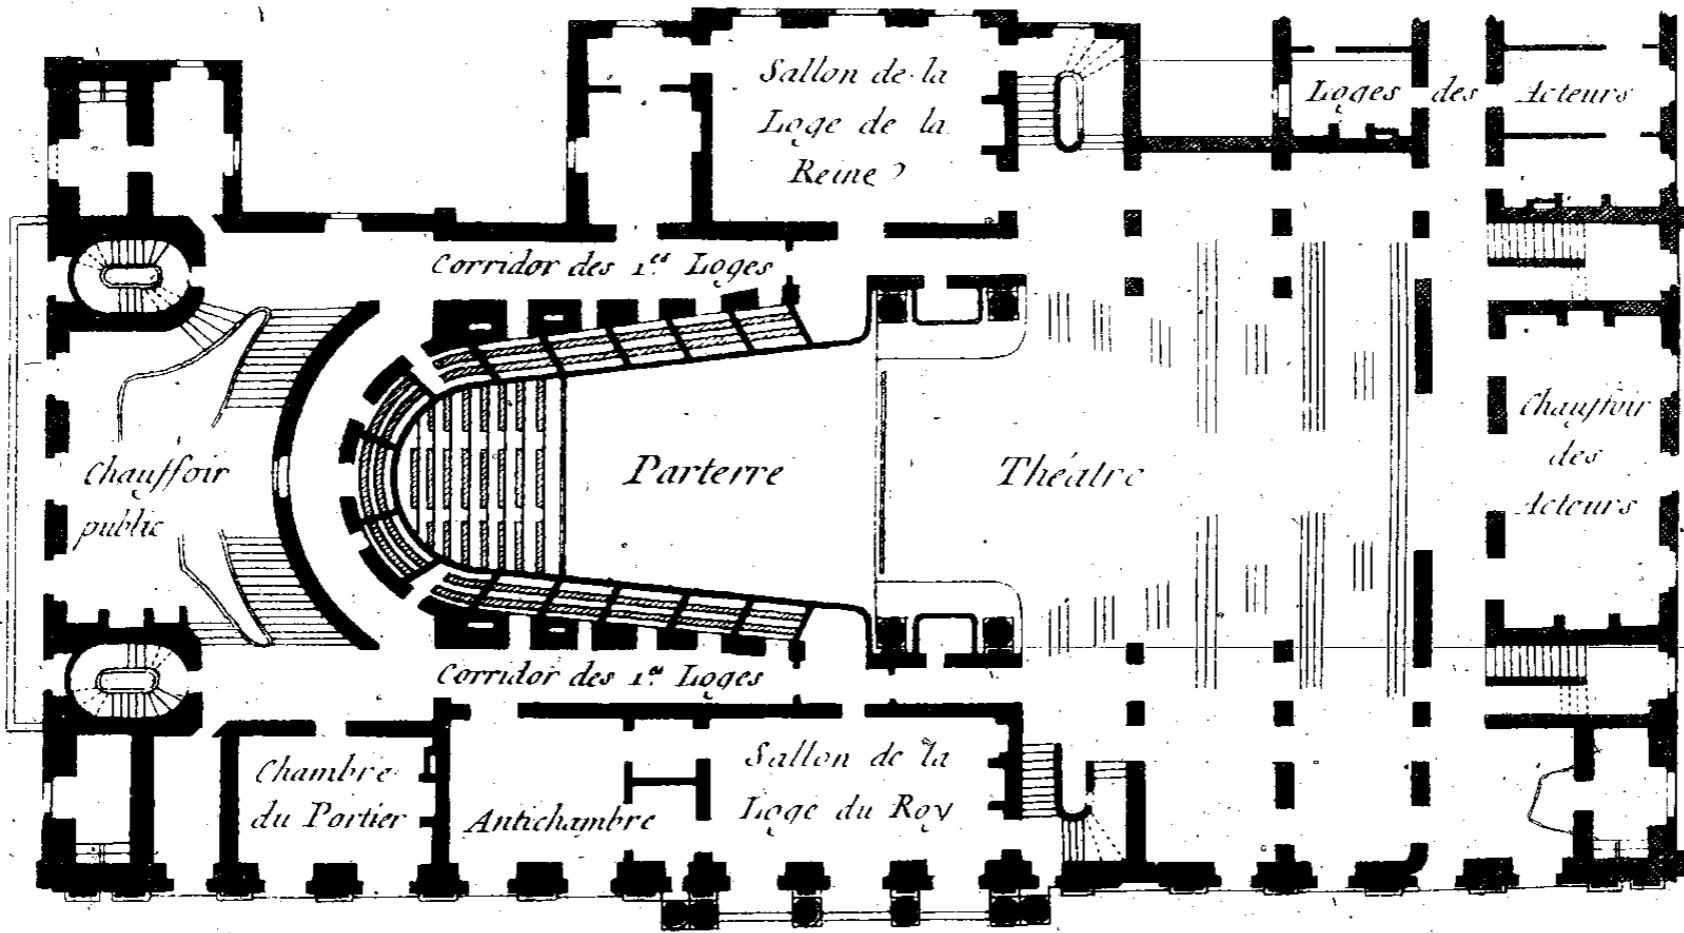 Sallon de la
Loge de la
Reine
Loges des Acteurs
Corridor des 1.es Loges
Chauffoir
public
Parterre
Théatre
Chauffoir
des
Acteurs
Corridor des 1.es Loges
Chambre
du Portier
Antichambre
Sallon de la
Loge du Roy